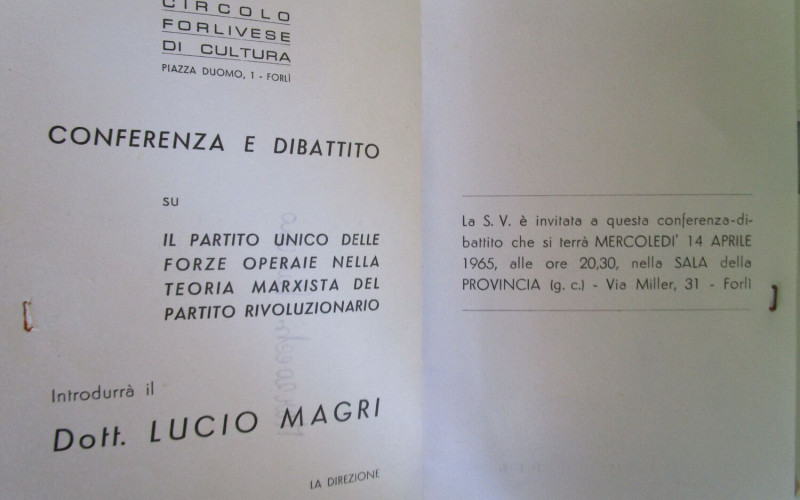 CIRCOLO
FORLIVESE
DI CULTURA
PIAZZA DUOMO, 1 - FORLÌ
CONFERENZA E DIBATTITO
su
IL PARTITO UNICO DELLE
FORZE OPERAIE NELLA
TEORIA MARXISTA DEL
PARTITO RIVOLUZIONARIO
Introdurrà il
Dott. LUCIO MAGRI
LA DIREZIONE
La S. V. è invitata a questa conferenza-di-
battito che si terrà MERCOLEDI' 14 APRILE
1965, alle ore 20,30, nella SALA della
PROVINCIA (g. c.) - Via Miller, 31 - Forlì